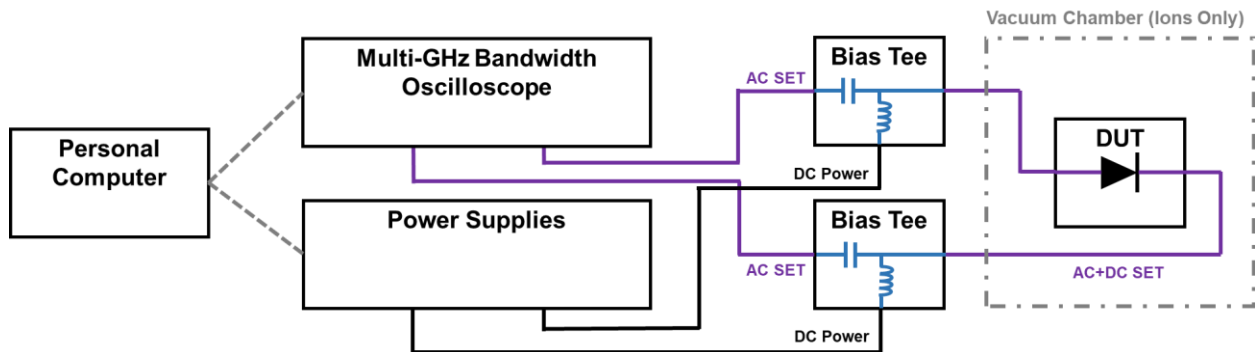 Vacuum Chamber (Ions Only)
Multi-GHz Bandwidth
Oscilloscope
Bias Tee
AC SET
DUT
Personal
Computer
DC Power
Power Supplies
Bias Tee
AC SET
AC+DC SET
DC Power